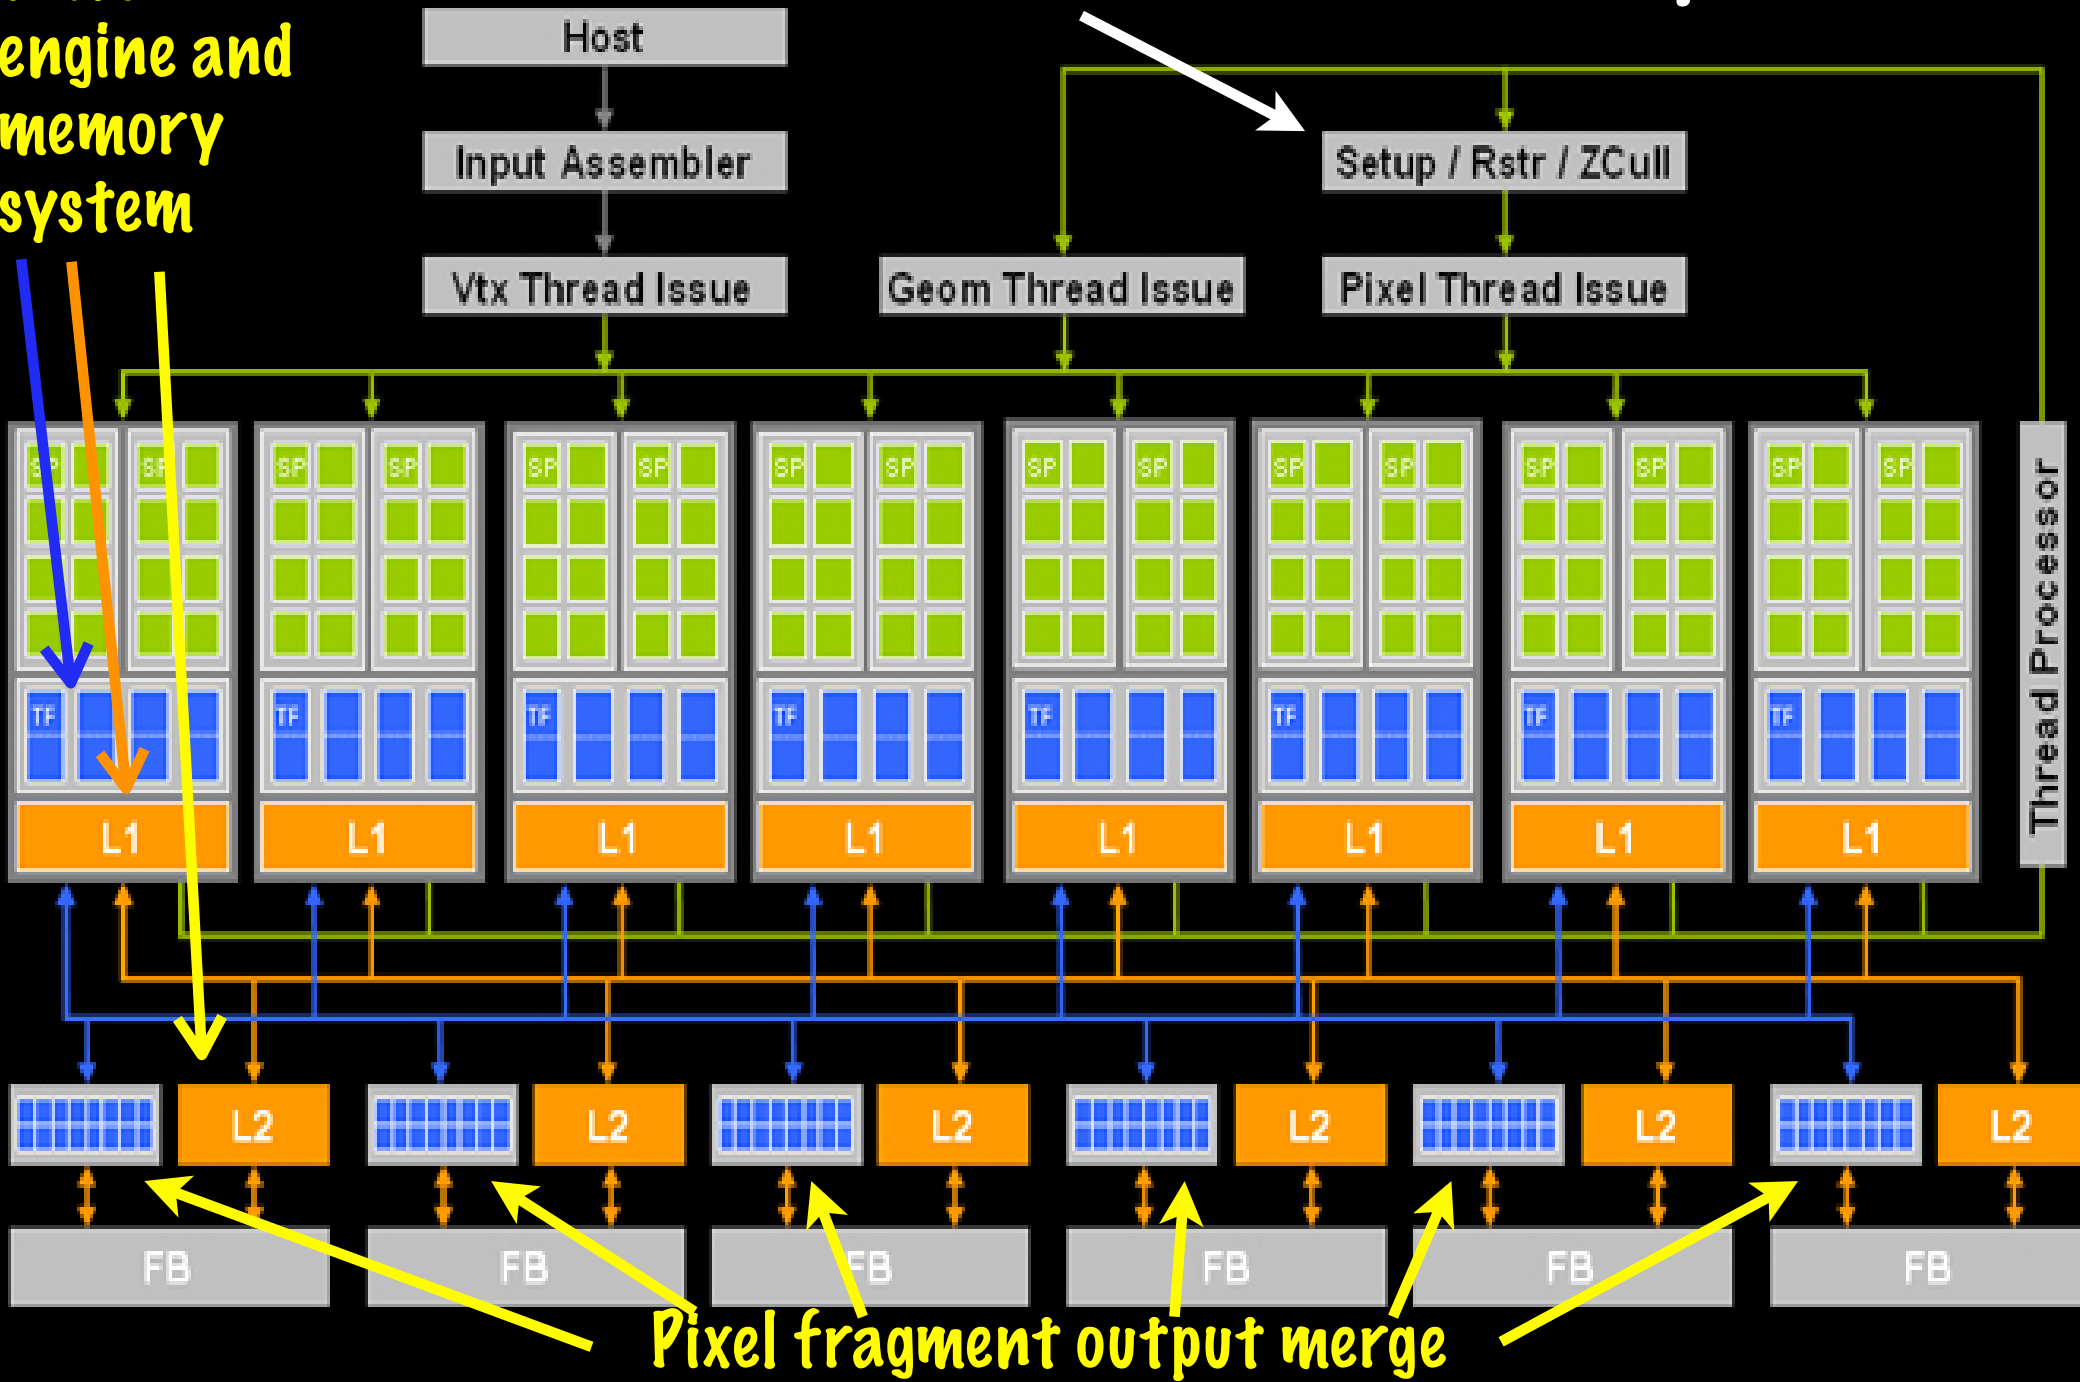 engine and
memory
system
Host
Input Assembler
Setup / Rstr / ZCull
Vtx Thread Issue
Geom Thread Issue
Pixel Thread Issue
SP SP SP SP SP SP SP SP SP SP SP SP SP SP SP SP
TF TF TF TF TF TF TF TF
L1 L1 L1 L1 L1 L1 L1 L1
Thread Processor
L2 L2 L2 L2 L2 L2
FB FB FB FB FB FB
Pixel fragment output merge